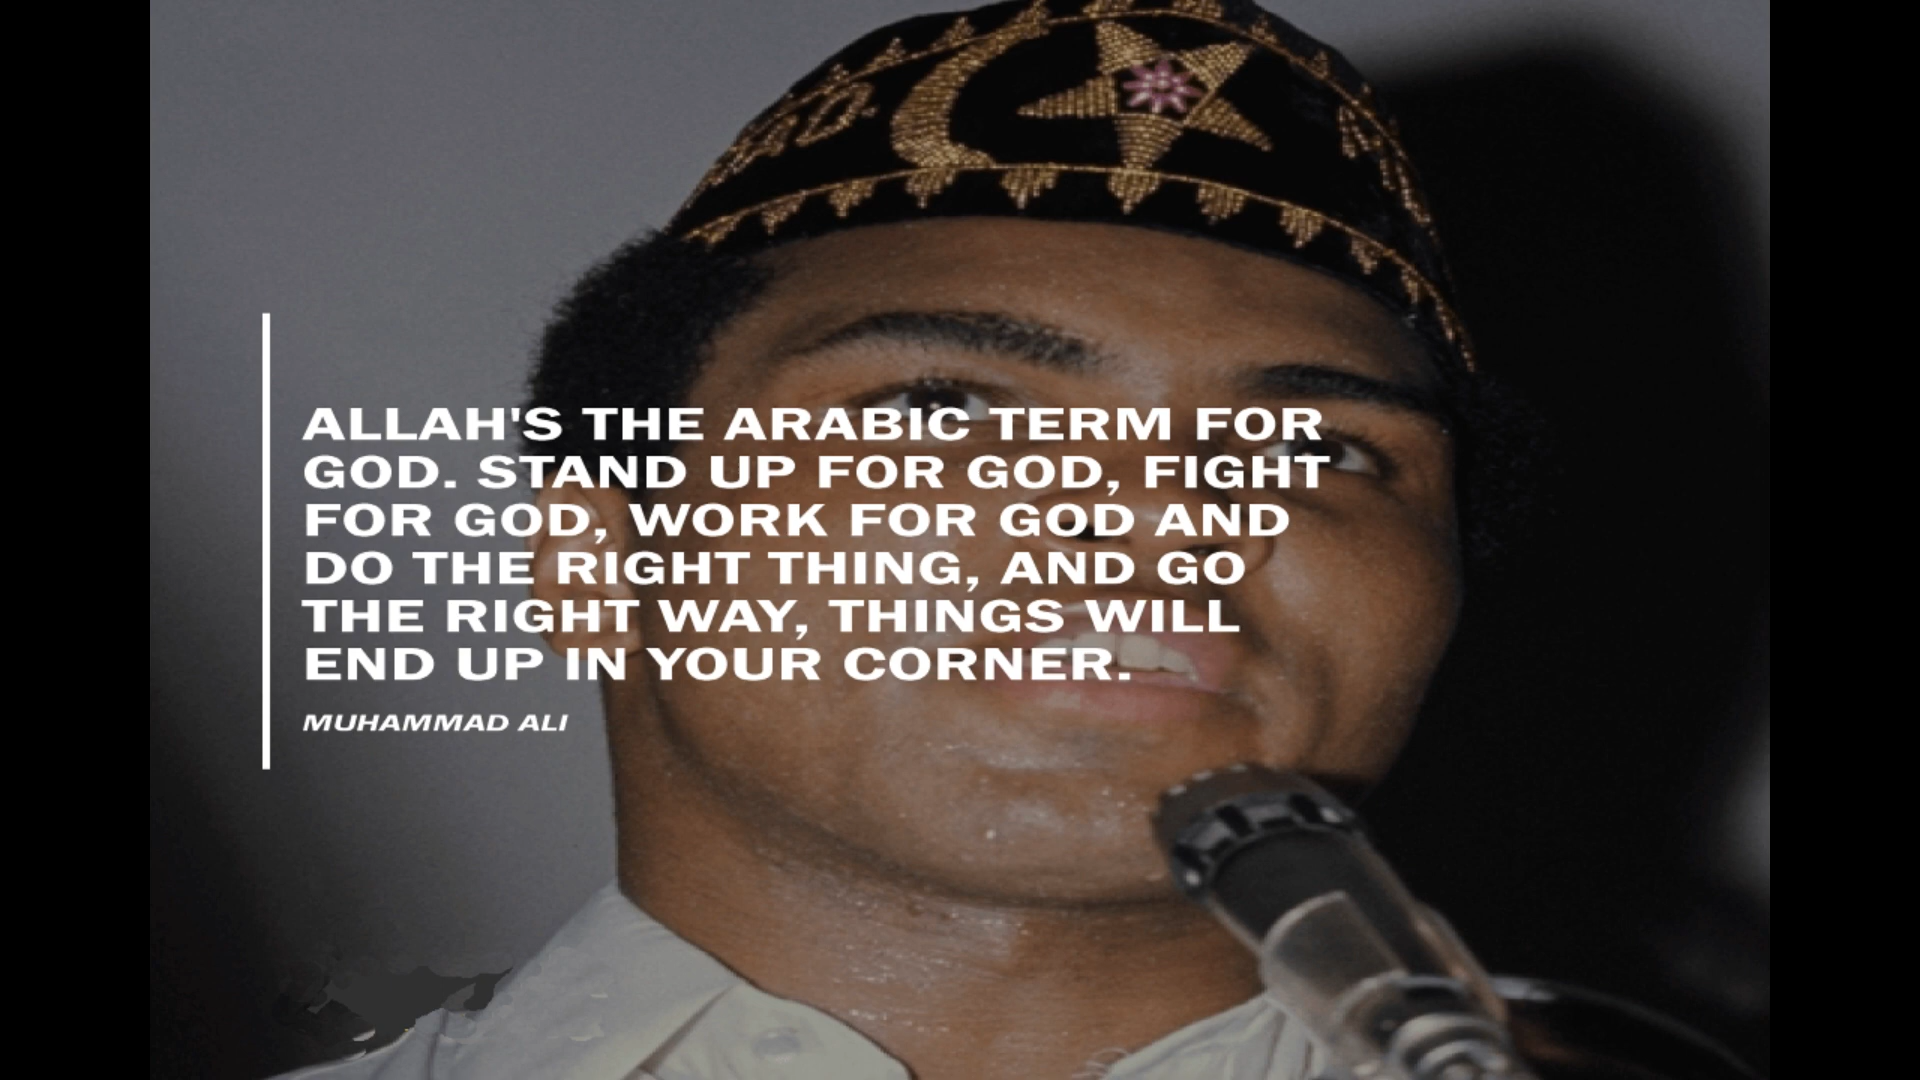 ALLAH'S THE ARABIC TERM FOR
GOD. STAND UP FOR GOD, FIGHT
FOR GOD, WORK FOR GOD AND
DO THE RIGHT THING, AND GO
THE RIGHT WAY, THINGS WILL
END UP IN YOUR CORNER.
MUHAMMAD ALI